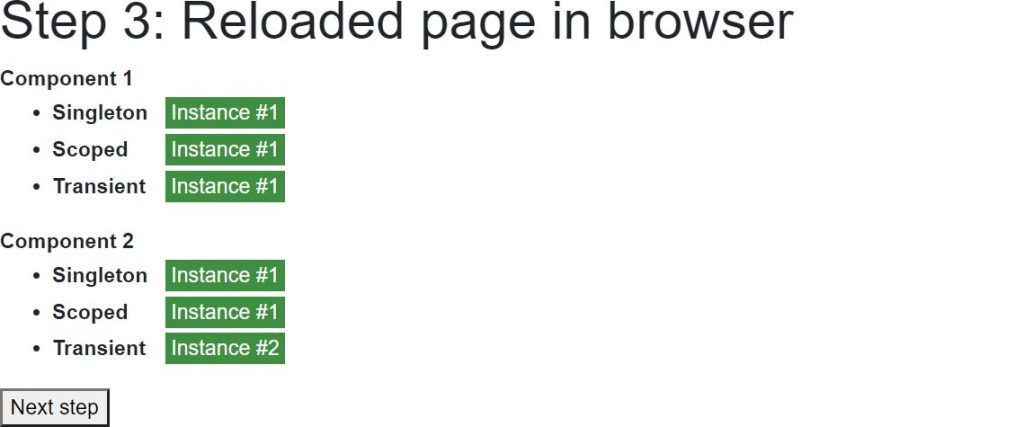 Step 3: Reloaded page in browser
Component 1
• Singleton Instance #1
• Scoped Instance #1
• Transient Instance #1
Component 2
• Singleton Instance #1
• Scoped Instance #1
• Transient Instance #2
Next step